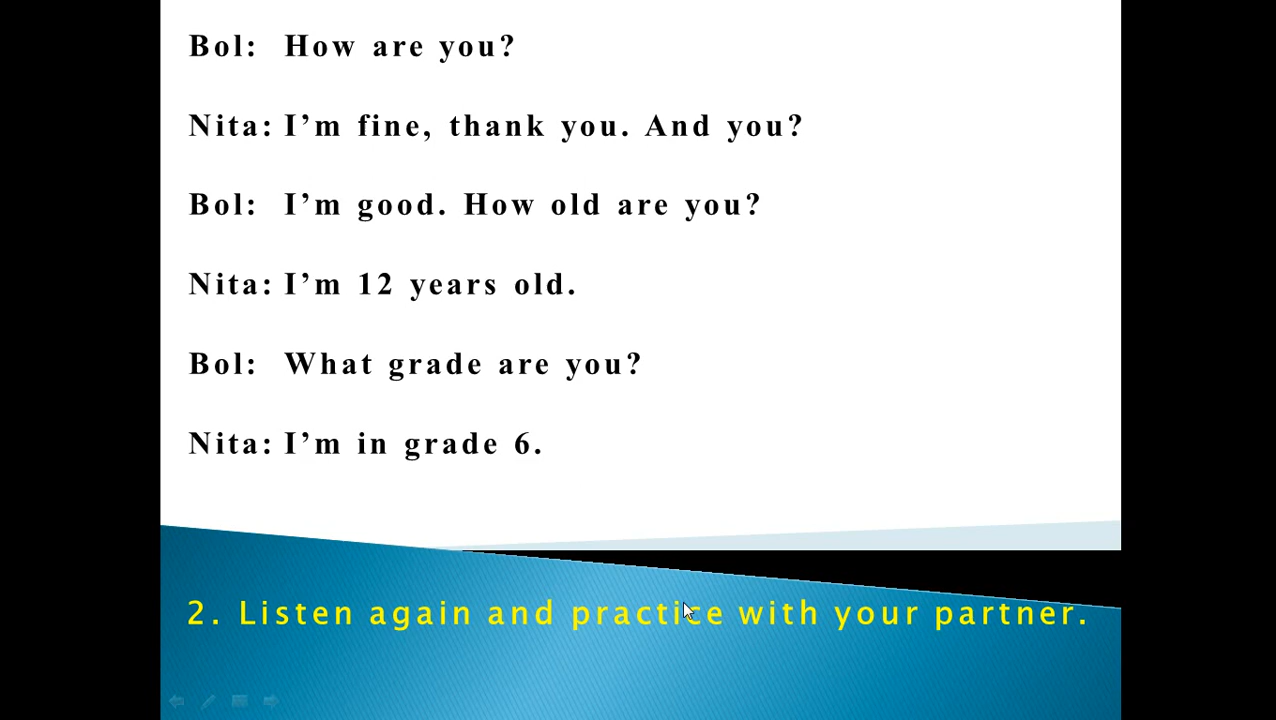 Bol: How are you?
Nita: I’m fine, thank you. And you?
Bol: I’m good. How old are you?
Nita: I’m 12 years old.
Bol: What grade are you?
Nita: I’m in grade 6.
2. Listen again and practice with your partner.